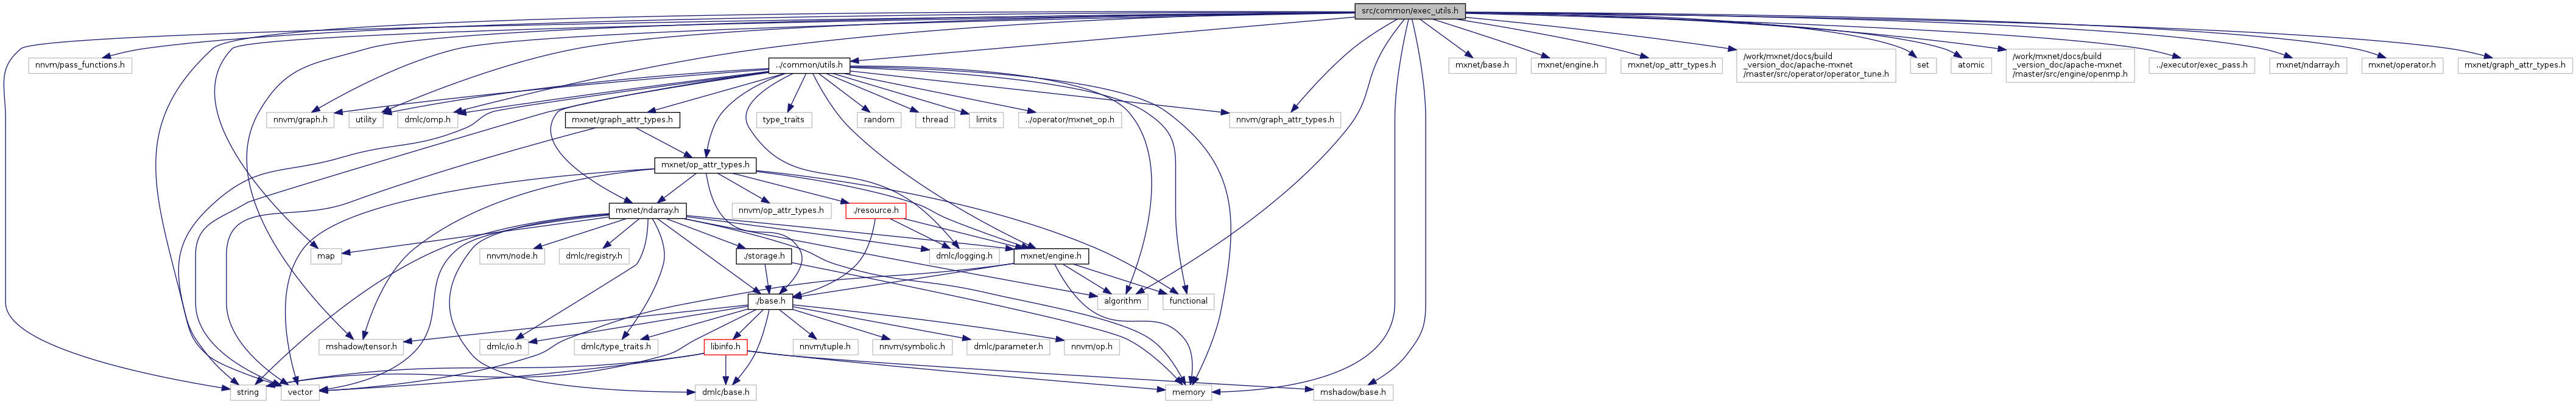 src/common/exec_utils.h
nnvm/pass_functions.h
../common/utils.h
mxnet/base.h
mxnet/engine.h
mxnet/op_attr_types.h
/work/mxnet/docs/build
_version_doc/apache-mxnet
/master/src/operator/operator_tune.h
set
atomic
/work/mxnet/docs/build
_version_doc/apache-mxnet
/master/src/engine/openmp.h
../executor/exec_pass.h
mxnet/ndarray.h
mxnet/operator.h
mxnet/graph_attr_types.h
nnvm/graph.h
utility
dmlc/omp.h
mxnet/graph_attr_types.h
type_traits
random
thread
limits
../operator/mxnet_op.h
nnvm/graph_attr_types.h
mxnet/op_attr_types.h
mxnet/ndarray.h
nnvm/op_attr_types.h
./resource.h
map
nnvm/node.h
dmlc/registry.h
./storage.h
dmlc/logging.h
mxnet/engine.h
./base.h
algorithm
functional
mshadow/tensor.h
dmlc/io.h
dmlc/type_traits.h
libinfo.h
nnvm/tuple.h
nnvm/symbolic.h
dmlc/parameter.h
nnvm/op.h
string
vector
dmlc/base.h
memory
mshadow/base.h